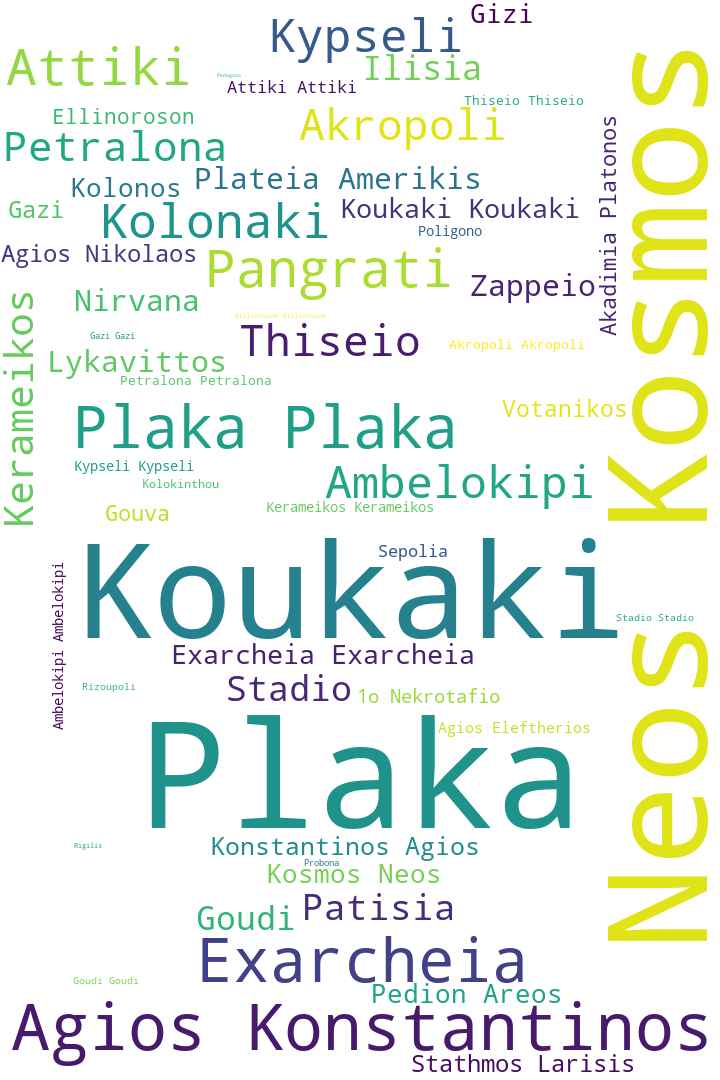 Gizi
Kypseli
Attiki
Ilisia
Pedagono
Attiki Attiki
Thiseio Thiseio
Ellinoroson
Akropoli
Petralona
Kolonos
Plateia Amerikis
Akadimia Platonos
Gazi
Kolonaki
Koukaki Koukaki
Poligono
Agios Nikolaos
Pangrati
Zappeio
Nirvana
Ellinoroson Ellinoroson
Gazi Gazi
Thiseio
Akropoli Akropoli
Lykavittos
Petralona Petralona
Kerameikos
Plaka Plaka
Votanikos
Neos Kosmos
Kypseli Kypseli
Kolokinthou
Ambelokipi
Gouva
Kerameikos Kerameikos
Sepolia
Koukaki
Ambelokipi Ambelokipi
Stadio Stadio
Exarcheia Exarcheia
Rizoupoli
Stadio
1o Nekrotafio
Agios Eleftherios
Plaka
Rigilis
Konstantinos Agios
Probona
Kosmos Neos
Goudi
Patisia
Exarcheia
Goudi Goudi
Pedion Areos
Agios Konstantinos
Stathmos Larisis